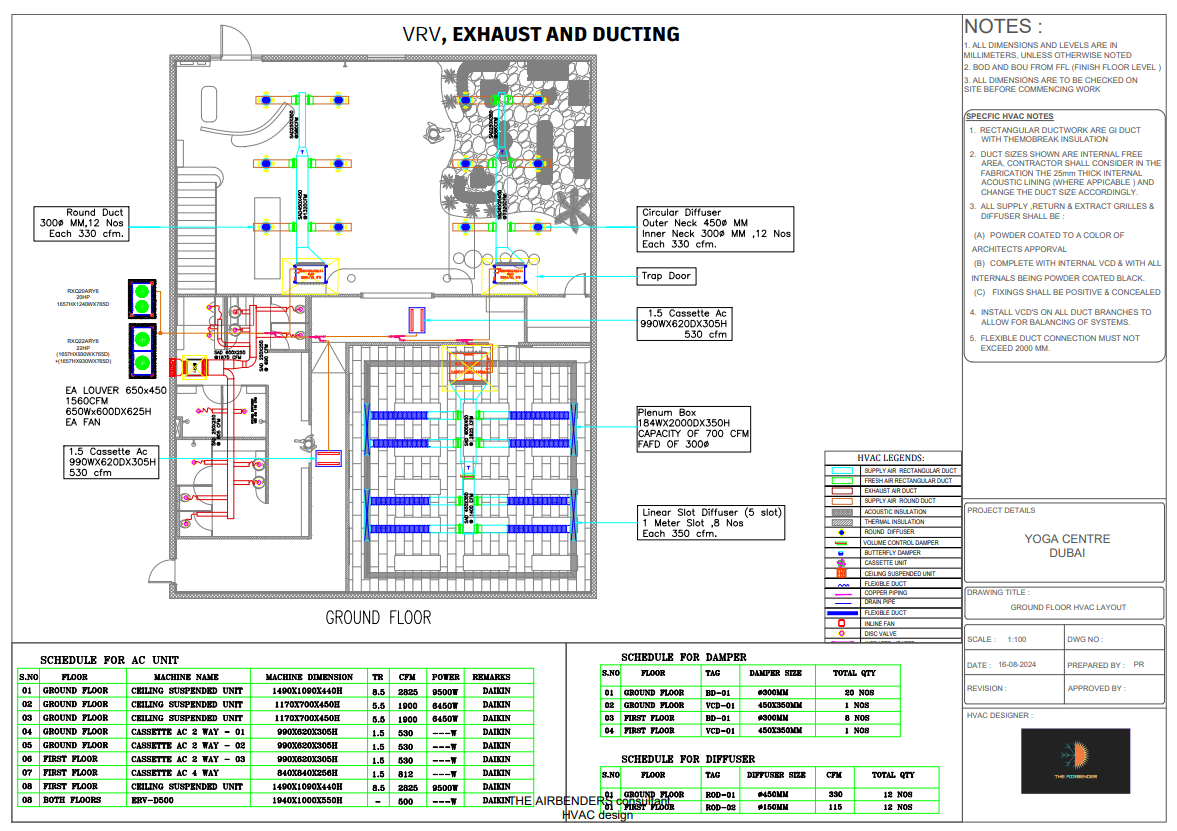 VRV, EXHAUST AND DUCTING
Round Duct
300ø MM,12 Nos
Each 330 cfm.
Circular Diffuser
Outer Neck 450ø MM
Inner Neck 300ø MM ,12 Nos
Each 330 cfm.
Trap Door
RXQ20ARY6
20HP
1657HX1240WX765D
RXQ22ARY6
22HP
(1657HX930WX765D)
+(1657HX930WX765D)
1.5 Cassette Ac
990WX620DX305H
530 cfm
EA LOUVER 650x450
1560CFM
650Wx600DX625H
EA FAN
Plenum Box
184WX2000DX350H
CAPACITY OF 700 CFM
FAFD OF 300ø
1.5 Cassette Ac
990WX620DX305H
530 cfm
Linear Slot Diffuser (5 slot)
1 Meter Slot ,8 Nos
Each 350 cfm.
GROUND FLOOR
HVAC LEGENDS:
SUPPLY AIR RECTANGULAR DUCT
FRESH AIR RECTANGULAR DUCT
EXHAUST AIR DUCT
SUPPLY AIR ROUND DUCT
ACOUSTIC INSULATION
THERMAL INSULATION
ROUND DIFFUSER
VOLUME CONTROL DAMPER
BUTTERFLY DAMPER
CASSETTE UNIT
CEILING SUSPENDED UNIT
FLEXIBLE DUCT
COPPER PIPING
DRAIN PIPE
FLEXIBLE DUCT
INLINE FAN
DISC VALVE
NOTES :
1. ALL DIMENSIONS AND LEVELS ARE IN
MILLIMETERS, UNLESS OTHERWISE NOTED
2. BOD AND BOU FROM FFL (FINISH FLOOR LEVEL )
3. ALL DIMENSIONS ARE TO BE CHECKED ON
SITE BEFORE COMMENCING WORK
SPECFIC HVAC NOTES
1. RECTANGULAR DUCTWORK ARE GI DUCT
WITH THEMOBREAK INSULATION
2. DUCT SIZES SHOWN ARE INTERNAL FREE
AREA, CONTRACTOR SHALL CONSIDER IN THE
FABRICATION THE 25mm THICK INTERNAL
ACOUSTIC LINING (WHERE APPICABLE ) AND
CHANGE THE DUCT SIZE ACCORDINGLY.
3. ALL SUPPLY ,RETURN & EXTRACT GRILLES &
DIFFUSER SHALL BE :
(A) POWDER COATED TO A COLOR OF
ARCHITECTS APPORVAL
(B) COMPLETE WITH INTERNAL VCD & WITH ALL
INTERNALS BEING POWDER COATED BLACK.
(C) FIXINGS SHALL BE POSITIVE & CONCEALED
4. INSTALL VCD'S ON ALL DUCT BRANCHES TO
ALLOW FOR BALANCING OF SYSTEMS.
5. FLEXIBLE DUCT CONNECTION MUST NOT
EXCEED 2000 MM.
PROJECT DETAILS
YOGA CENTRE
DUBAI
DRAWING TITLE :
GROUND FLOOR HVAC LAYOUT
SCALE : 1:100 DWG NO :
DATE : 16-08-2024 PREPARED BY : PR
REVISION : APPROVED BY :
HVAC DESIGNER :
THE AIRBENDER
SCHEDULE FOR AC UNIT
S.NO FLOOR MACHINE NAME MACHINE DIMENSION TR CFM POWER REMARKS
01 GROUND FLOOR CEILING SUSPENDED UNIT 1490X1090X440H 8.5 2825 9500W DAIKIN
02 GROUND FLOOR CEILING SUSPENDED UNIT 1170X700X450H 5.5 1900 6450W DAIKIN
03 GROUND FLOOR CEILING SUSPENDED UNIT 1170X700X450H 5.5 1900 6450W DAIKIN
04 GROUND FLOOR CASSETTE AC 2 WAY - 01 990X620X305H 1.5 530 ---W DAIKIN
05 GROUND FLOOR CASSETTE AC 2 WAY - 02 990X620X305H 1.5 530 ---W DAIKIN
06 FIRST FLOOR CASSETTE AC 2 WAY - 03 990X620X305H 1.5 530 ---W DAIKIN
07 FIRST FLOOR CASSETTE AC 4 WAY 840X840X256H 1.5 812 ---W DAIKIN
08 FIRST FLOOR CEILING SUSPENDED UNIT 1490X1090X440H 8.5 2825 9500W DAIKIN
08 BOTH FLOORS ERV-D500 1940X1000X550H - 500 ---W DAIKIN
SCHEDULE FOR DAMPER
S.NO FLOOR TAG DAMPER SIZE TOTAL QTY
01 GROUND FLOOR BD-01 ø300MM 20 NOS
02 GROUND FLOOR VCD-01 450X350MM 1 NOS
03 FIRST FLOOR BD-01 ø300MM 8 NOS
04 FIRST FLOOR VCD-01 450X350MM 1 NOS
SCHEDULE FOR DIFFUSER
S.NO FLOOR TAG DIFFUSER SIZE CFM TOTAL QTY
01 GROUND FLOOR ROD-01 ø450MM 330 12 NOS
01 FIRST FLOOR ROD-02 ø150MM 115 12 NOS
THE AIRBENDERS consultant
HVAC design